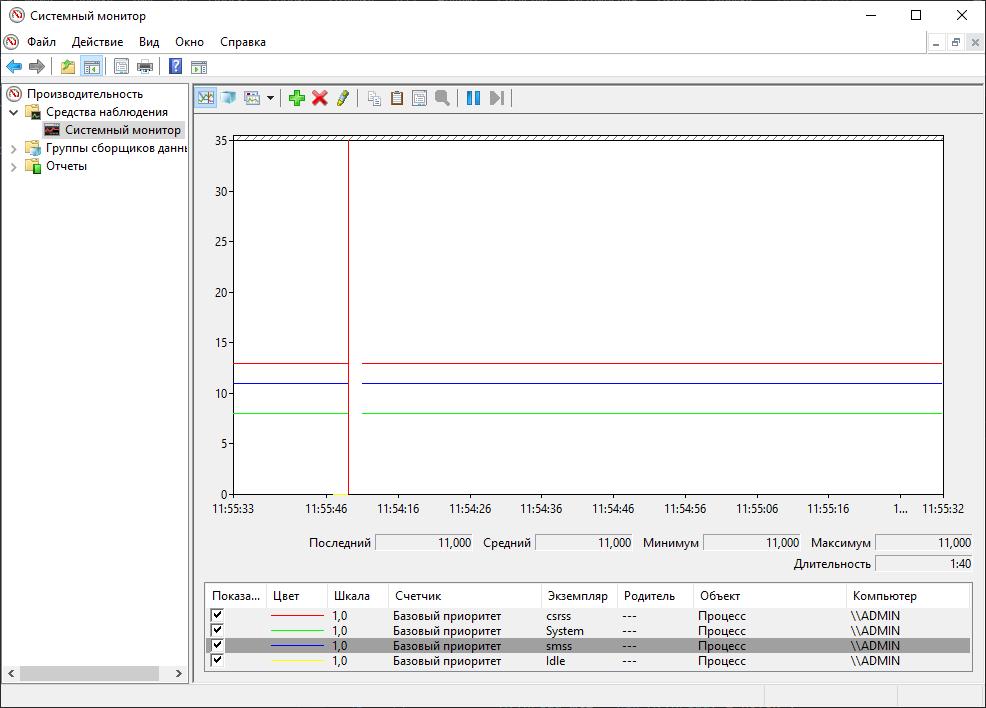 Системный монитор
Файл Действие Вид Окно Справка
Производительность
Средства наблюдения
Системный монитор
Группы сборщиков данн
Отчеты
35
30
25
20
15
10
5
0
11:55:33 11:55:46 11:54:16 11:54:26 11:54:36 11:54:46 11:54:56 11:55:06 11:55:16 1... 11:55:32
Последний 11,000 Средний 11,000 Минимум 11,000 Максимум 11,000
Длительность 1:40
Показа... Цвет Шкала Счетчик Экземпляр Родитель Объект Компьютер
1,0 Базовый приоритет csrss --- Процесс \\ADMIN
1,0 Базовый приоритет System --- Процесс \\ADMIN
1,0 Базовый приоритет smss --- Процесс \\ADMIN
1,0 Базовый приоритет Idle --- Процесс \\ADMIN